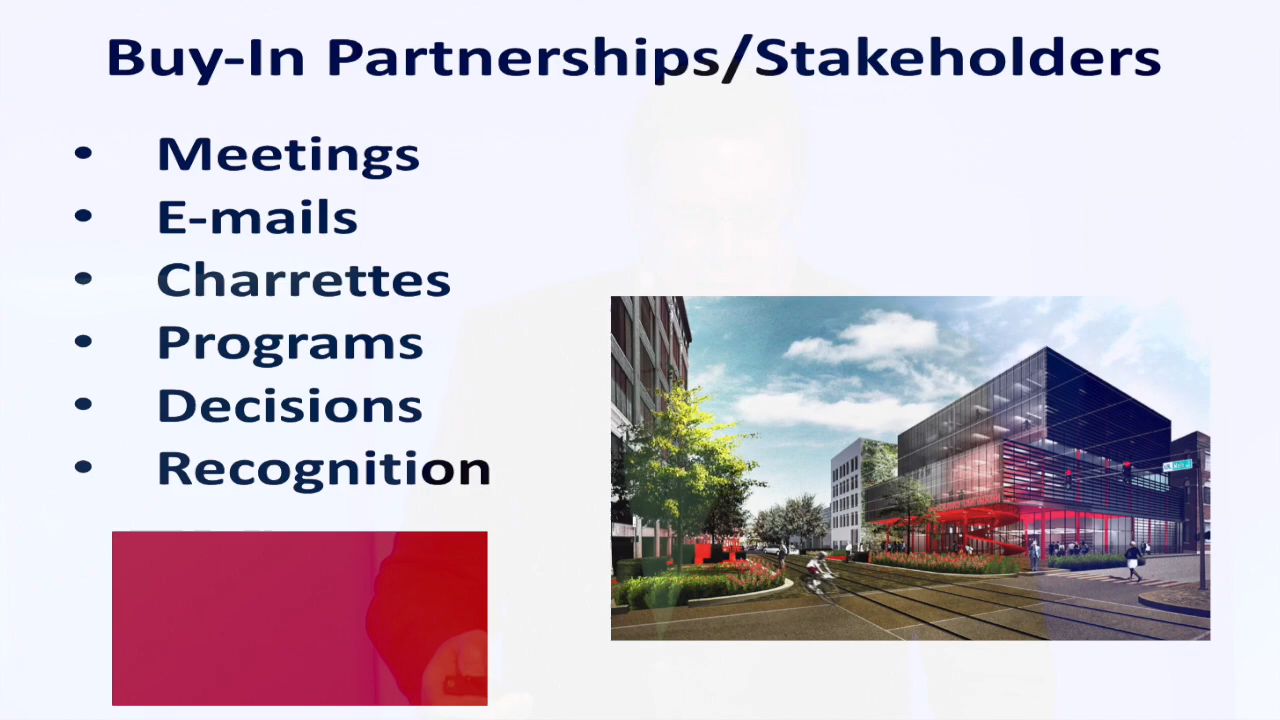 Buy-In Partnerships/Stakeholders
• Meetings
• E-mails
• Charrettes
• Programs
• Decisions
• Recognition